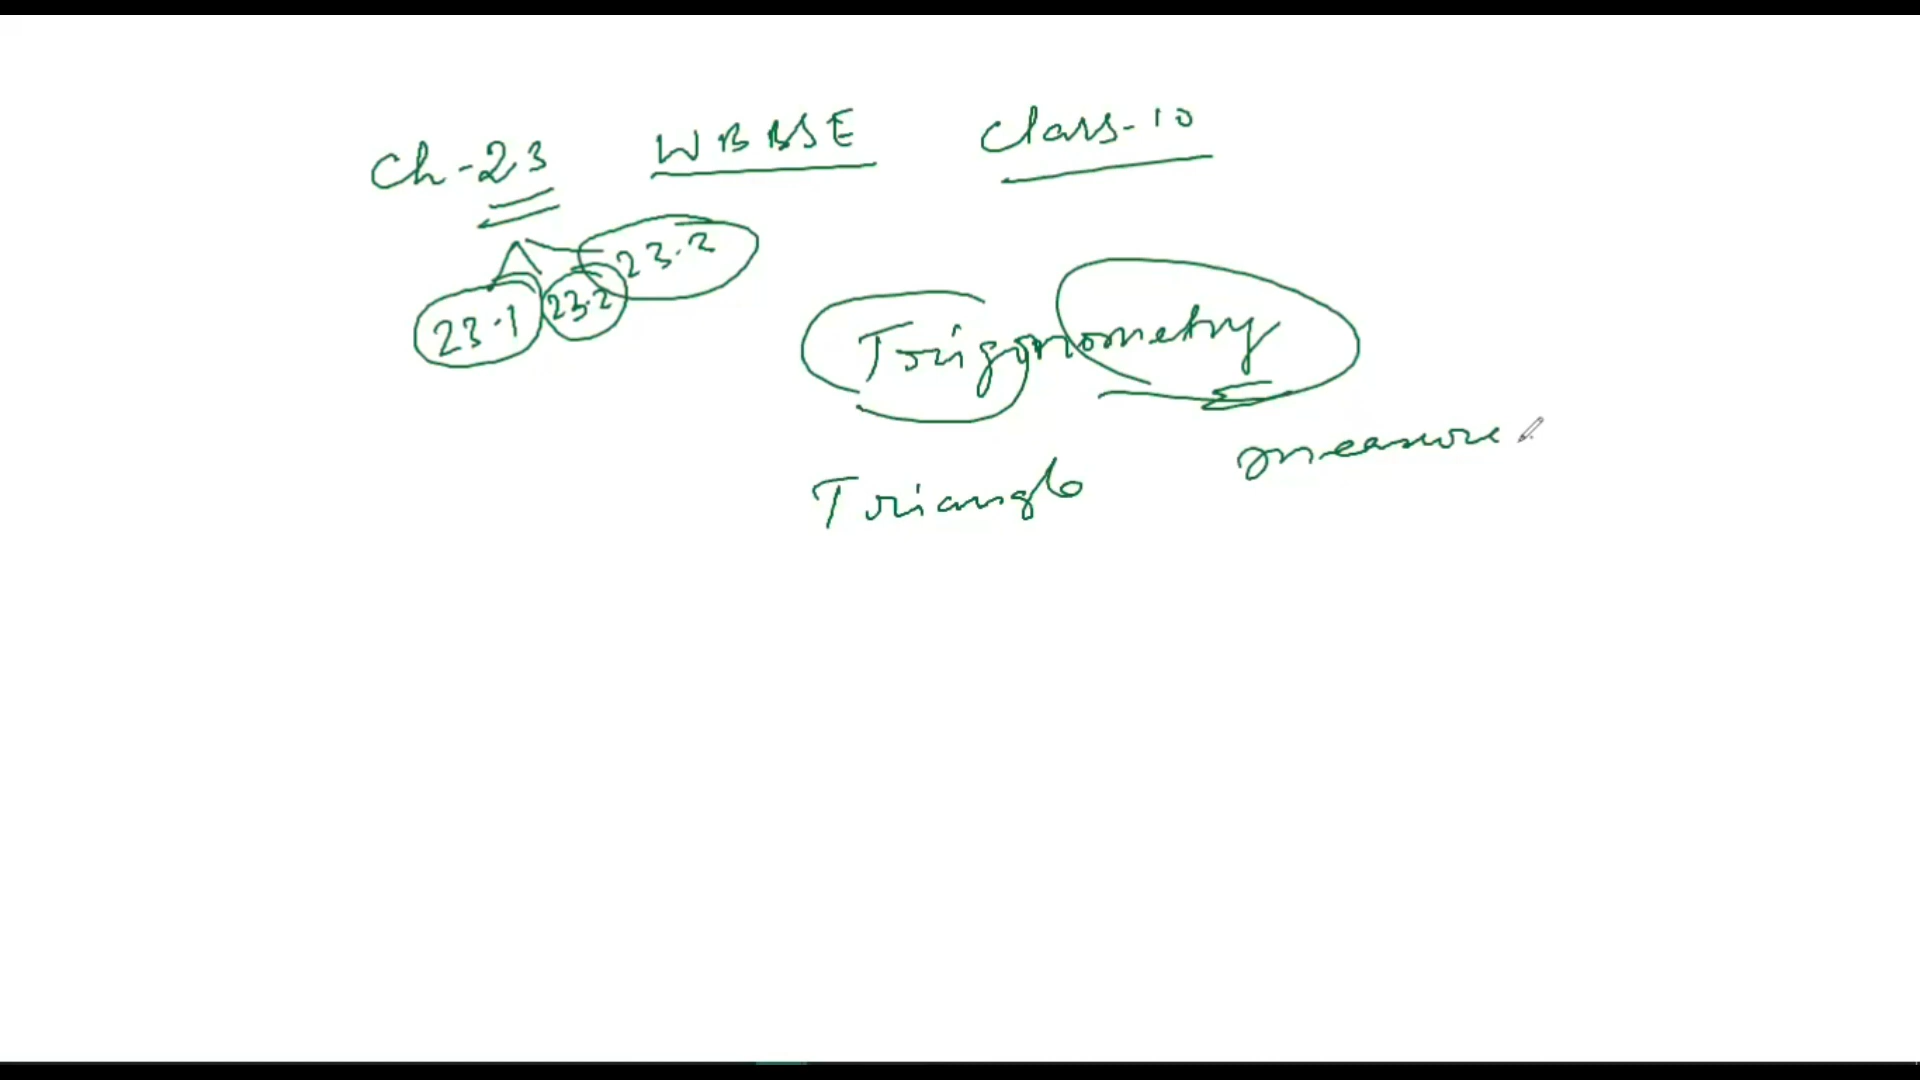 Ch-23 WBBSE Class-10
23.2
23.1 23.2
Trigonometry
measure
Triangle